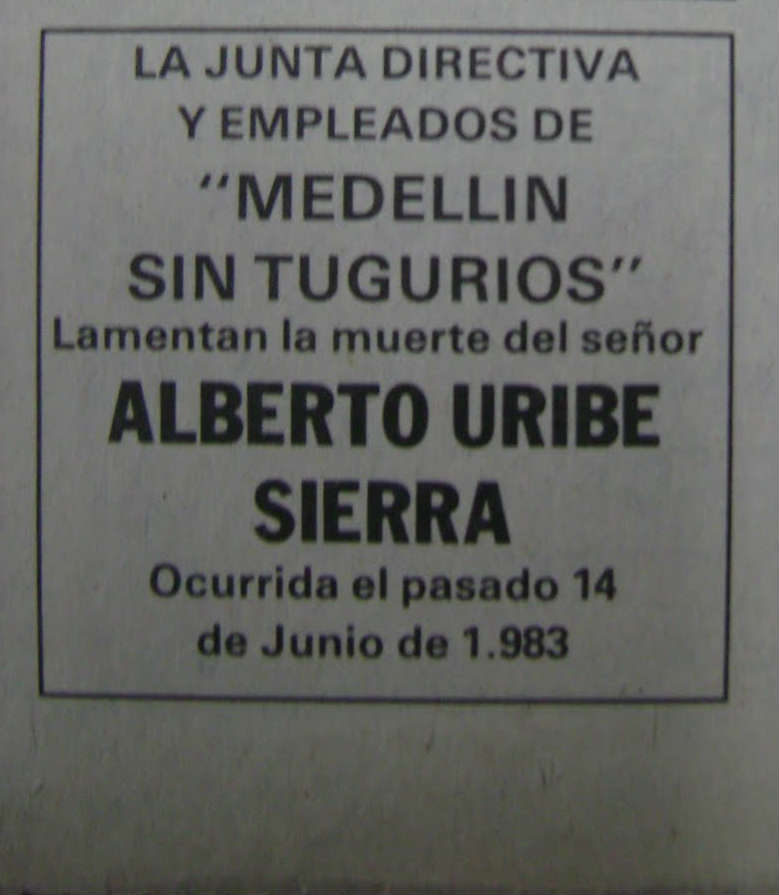 LA JUNTA DIRECTIVA
Y EMPLEADOS DE
"MEDELLIN
SIN TUGURIOS"
Lamentan la muerte del señor
ALBERTO URIBE
SIERRA
Ocurrida el pasado 14
de Junio de 1.983